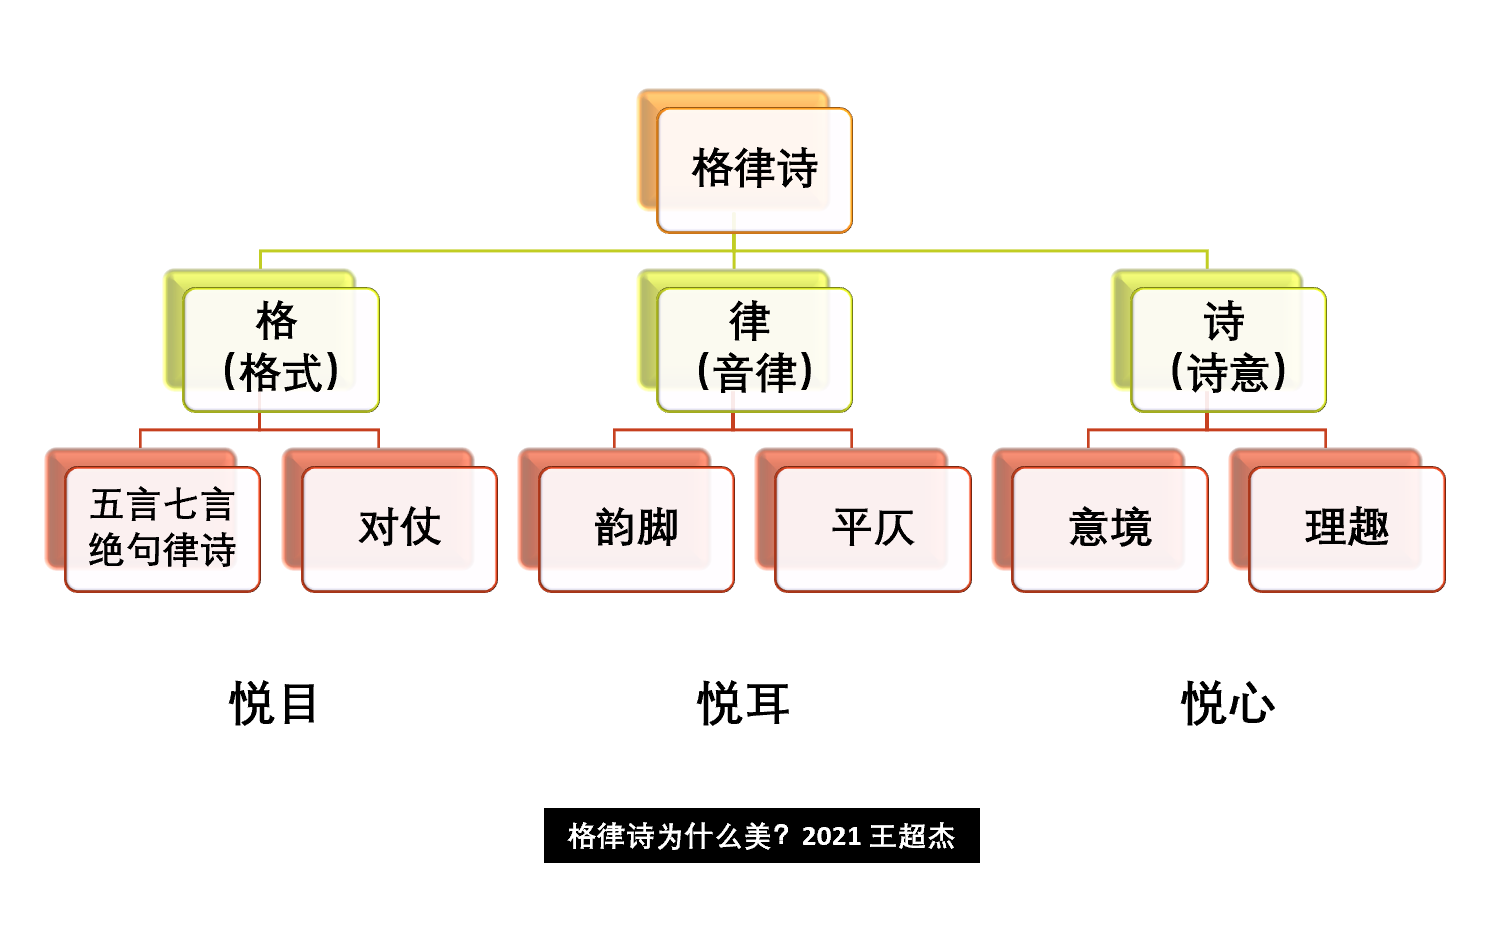 格律诗
格
（格式）
律
（音律）
诗
（诗意）
五言七言
绝句律诗
对仗
韵脚
平仄
意境
理趣
悦目
悦耳
悦心
格律诗为什么美？2021 王超杰